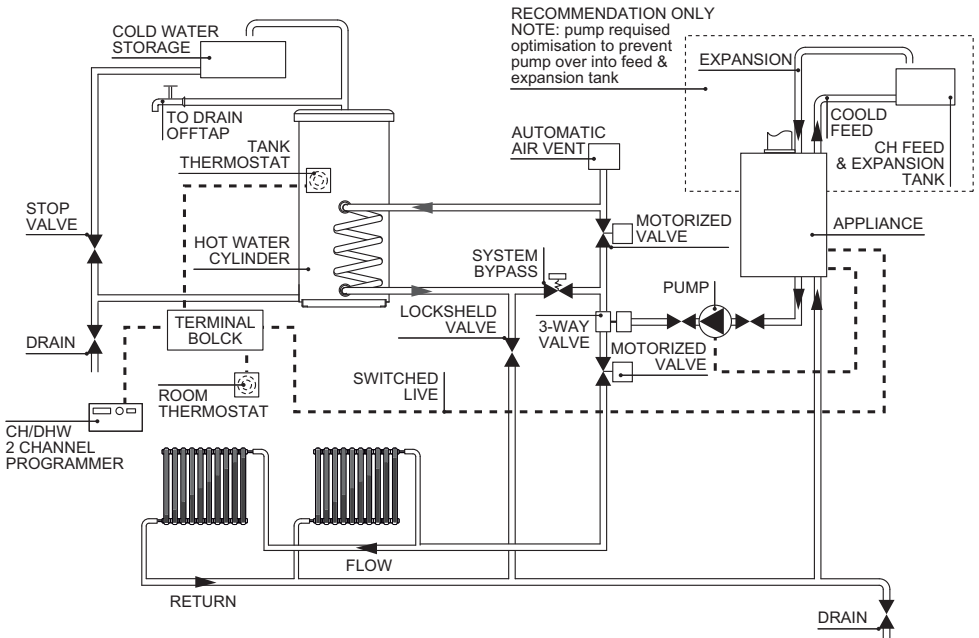 RECOMMENDATION ONLY
NOTE: pump requised
optimisation to prevent
pump over into feed &
expansion tank
COLD WATER
STORAGE
EXPANSION
TO DRAIN
OFFTAP
COOLD
FEED
AUTOMATIC
AIR VENT
CH FEED
& EXPANSION
TANK
TANK
THERMOSTAT
STOP
VALVE
MOTORIZED
VALVE
APPLIANCE
HOT WATER
CYLINDER
SYSTEM
BYPASS
PUMP
LOCKSHELD
VALVE
3-WAY
VALVE
TERMINAL
BOLCK
DRAIN
MOTORIZED
VALVE
ROOM
THERMOSTAT
SWITCHED
LIVE
CH/DHW
2 CHANNEL
PROGRAMMER
FLOW
RETURN
DRAIN